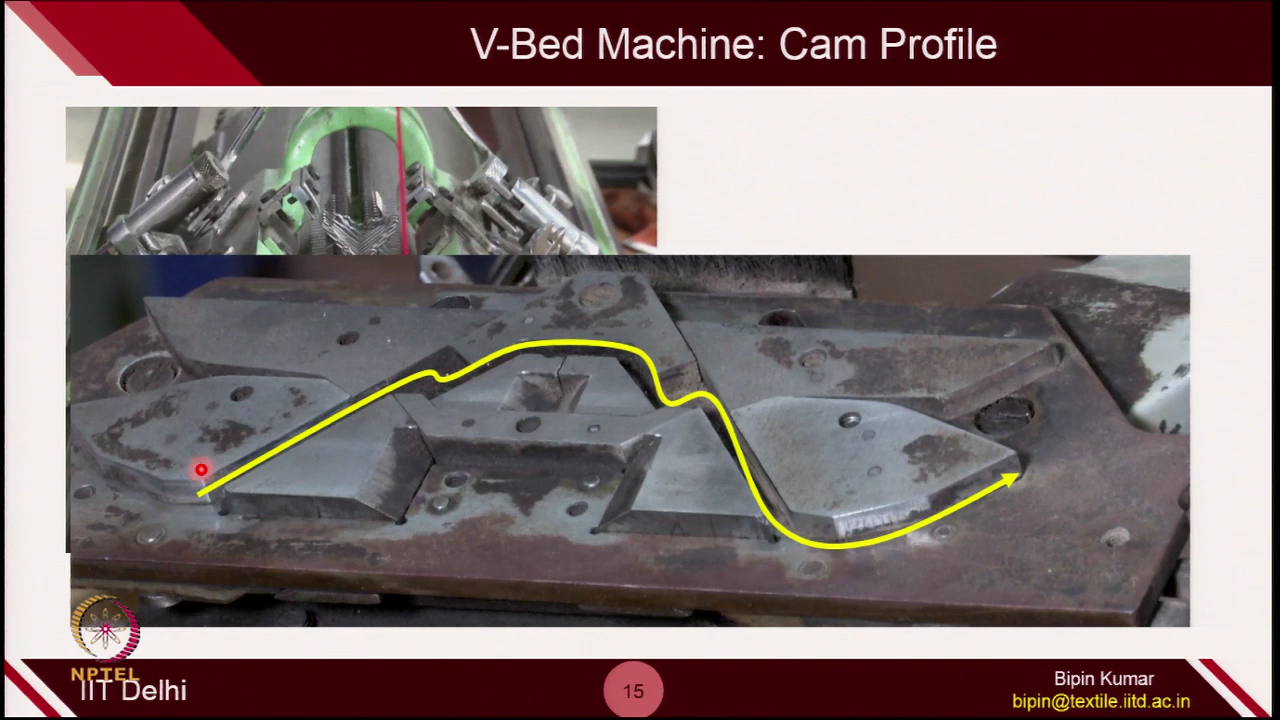 V-Bed Machine: Cam Profile
NPTEL
IIT Delhi
15
Bipin Kumar
bipin@textile.iitd.ac.in